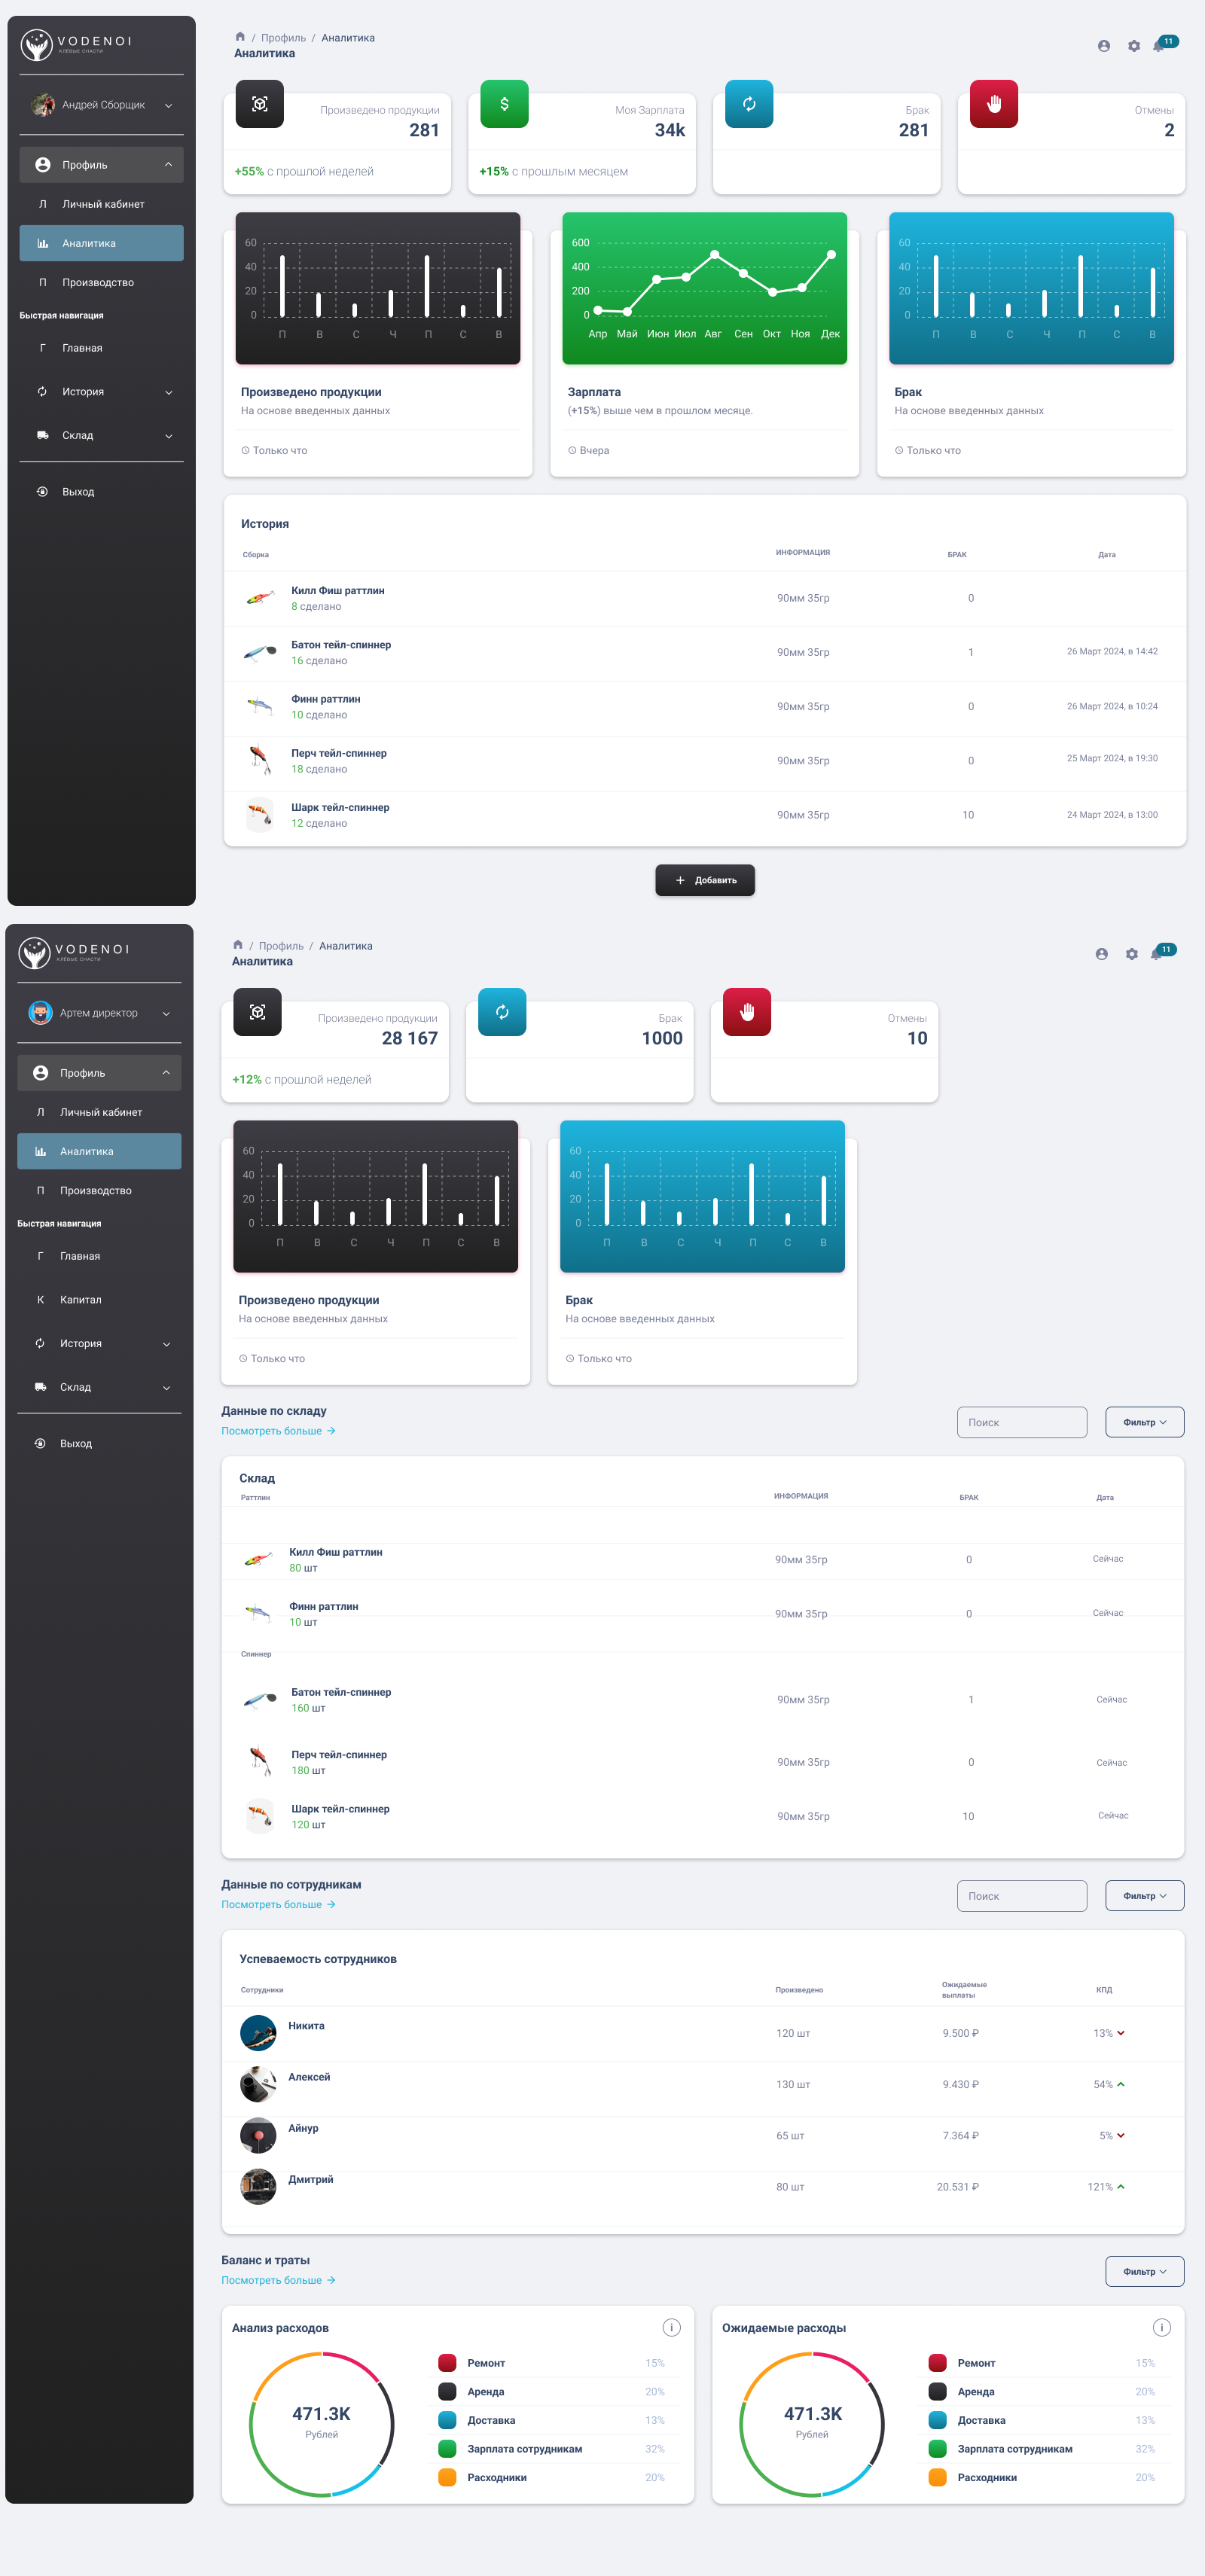 VODENOI
КЛЁВЫЕ СНАСТИ
Андрей Сборщик
Профиль
Л Личный кабинет
Аналитика
П Производство
Быстрая навигация
Г Главная
История
Склад
Выход
/ Профиль / Аналитика
Аналитика
11
Произведено продукции
281
+55% с прошлой неделей
Моя Зарплата
34k
+15% с прошлым месяцем
Брак
281
Отмены
2
60
40
20
0
П В С Ч П С В
Произведено продукции
На основе введенных данных
Только что
600
400
200
0
Апр Май Июн Июл Авг Сен Окт Ноя Дек
Зарплата
(+15%) выше чем в прошлом месяце.
Вчера
60
40
20
0
П В С Ч П С В
Брак
На основе введенных данных
Только что
История
Сборка ИНФОРМАЦИЯ БРАК Дата
Килл Фиш раттлин
8 сделано
90мм 35гр 0
Батон тейл-спиннер
16 сделано
90мм 35гр 1 26 Март 2024, в 14:42
Финн раттлин
10 сделано
90мм 35гр 0 26 Март 2024, в 10:24
Перч тейл-спиннер
18 сделано
90мм 35гр 0 25 Март 2024, в 19:30
Шарк тейл-спиннер
12 сделано
90мм 35гр 10 24 Март 2024, в 13:00
+ Добавить
VODENOI
КЛЁВЫЕ СНАСТИ
Артем директор
Профиль
Л Личный кабинет
Аналитика
П Производство
Быстрая навигация
Г Главная
К Капитал
История
Склад
Выход
/ Профиль / Аналитика
Аналитика
11
Произведено продукции
28 167
+12% с прошлой неделей
Брак
1000
Отмены
10
60
40
20
0
П В С Ч П С В
Произведено продукции
На основе введенных данных
Только что
60
40
20
0
П В С Ч П С В
Брак
На основе введенных данных
Только что
Данные по складу
Посмотреть больше →
Поиск
Фильтр
Склад
Раттлин ИНФОРМАЦИЯ БРАК Дата
Килл Фиш раттлин
80 шт
90мм 35гр 0 Сейчас
Финн раттлин
10 шт
90мм 35гр 0 Сейчас
Спиннер
Батон тейл-спиннер
160 шт
90мм 35гр 1 Сейчас
Перч тейл-спиннер
180 шт
90мм 35гр 0 Сейчас
Шарк тейл-спиннер
120 шт
90мм 35гр 10 Сейчас
Данные по сотрудникам
Посмотреть больше →
Поиск
Фильтр
Успеваемость сотрудников
Сотрудники Произведено Ожидаемые
выплаты
КПД
Никита 120 шт 9.500 ₽ 13%
Алексей 130 шт 9.430 ₽ 54%
Айнур 65 шт 7.364 ₽ 5%
Дмитрий 80 шт 20.531 ₽ 121%
Баланс и траты
Посмотреть больше →
Фильтр
Анализ расходов
471.3K
Рублей
Ремонт 15%
Аренда 20%
Доставка 13%
Зарплата сотрудникам 32%
Расходники 20%
Ожидаемые расходы
471.3K
Рублей
Ремонт 15%
Аренда 20%
Доставка 13%
Зарплата сотрудникам 32%
Расходники 20%